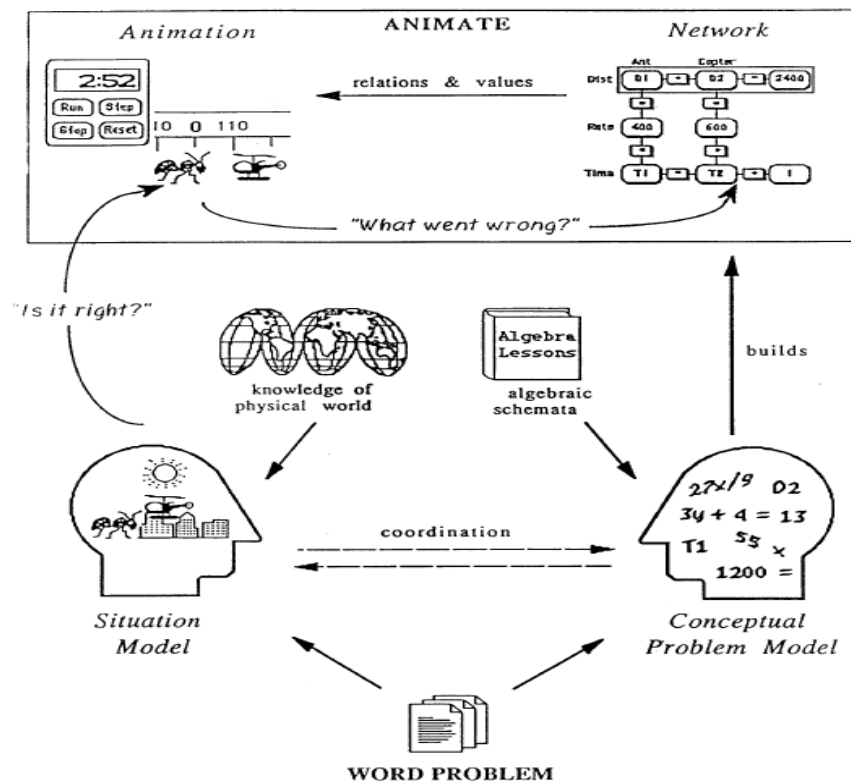 ANIMATE
Animation
Network
2:52
Run Step
Stop Reset
110 0 110
relations & values
Ant Copter
Dist D1 D2 2400
Rate 400 600
Time T1 T2 1
"What went wrong?"
"Is it right?"
Algebra
Lessons
knowledge of
physical world
algebraic
schemata
builds
27x/9 D2
3y + 4 = 13
T1 55 x
1200 =
coordination
Situation
Model
Conceptual
Problem Model
WORD PROBLEM